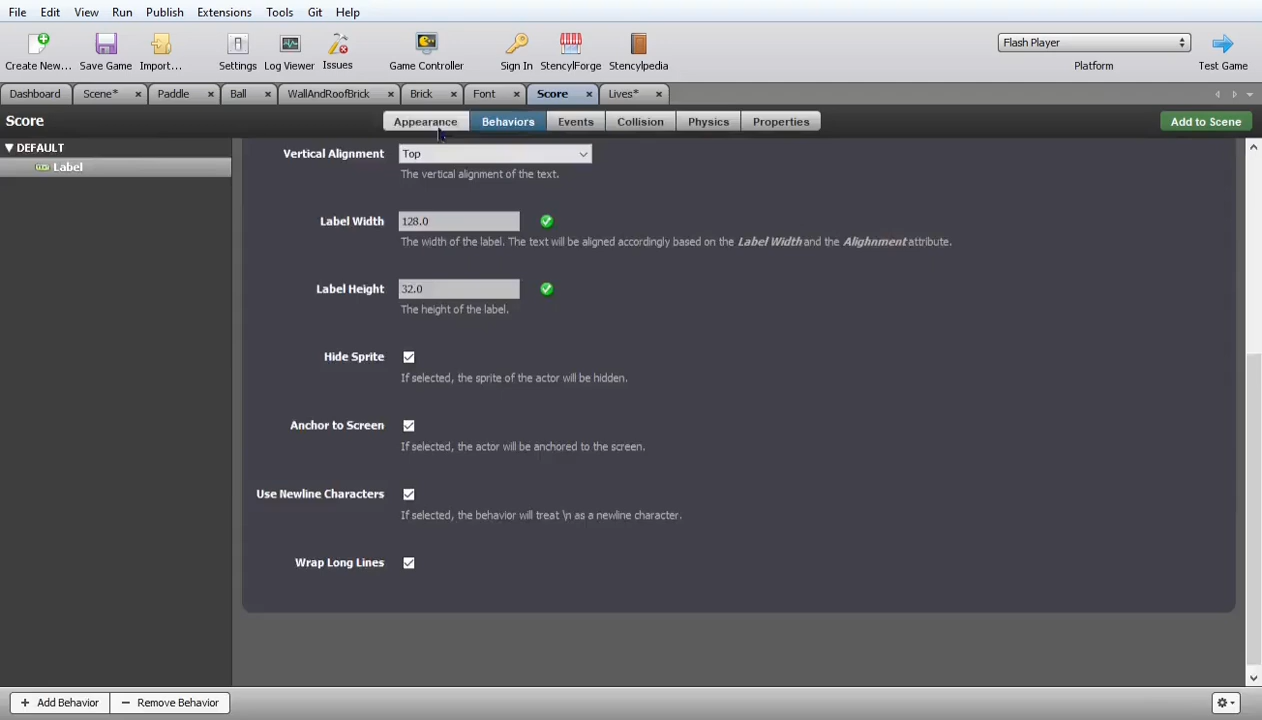 File Edit View Run Publish Extensions Tools Git Help
Create New... Save Game Import... Settings Log Viewer Issues Game Controller Sign In StencylForge Stencylpedia Flash Player Platform Test Game
Dashboard Scene* × Paddle × Ball × WallAndRoofBrick × Brick × Font × Score × Lives* ×
Score Appearance Behaviors Events Collision Physics Properties Add to Scene
DEFAULT
Label
Vertical Alignment Top
The vertical alignment of the text.
Label Width 128.0
The width of the label. The text will be aligned accordingly based on the Label Width and the Alighnment attribute.
Label Height 32.0
The height of the label.
Hide Sprite
If selected, the sprite of the actor will be hidden.
Anchor to Screen
If selected, the actor will be anchored to the screen.
Use Newline Characters
If selected, the behavior will treat \n as a newline character.
Wrap Long Lines
+ Add Behavior − Remove Behavior